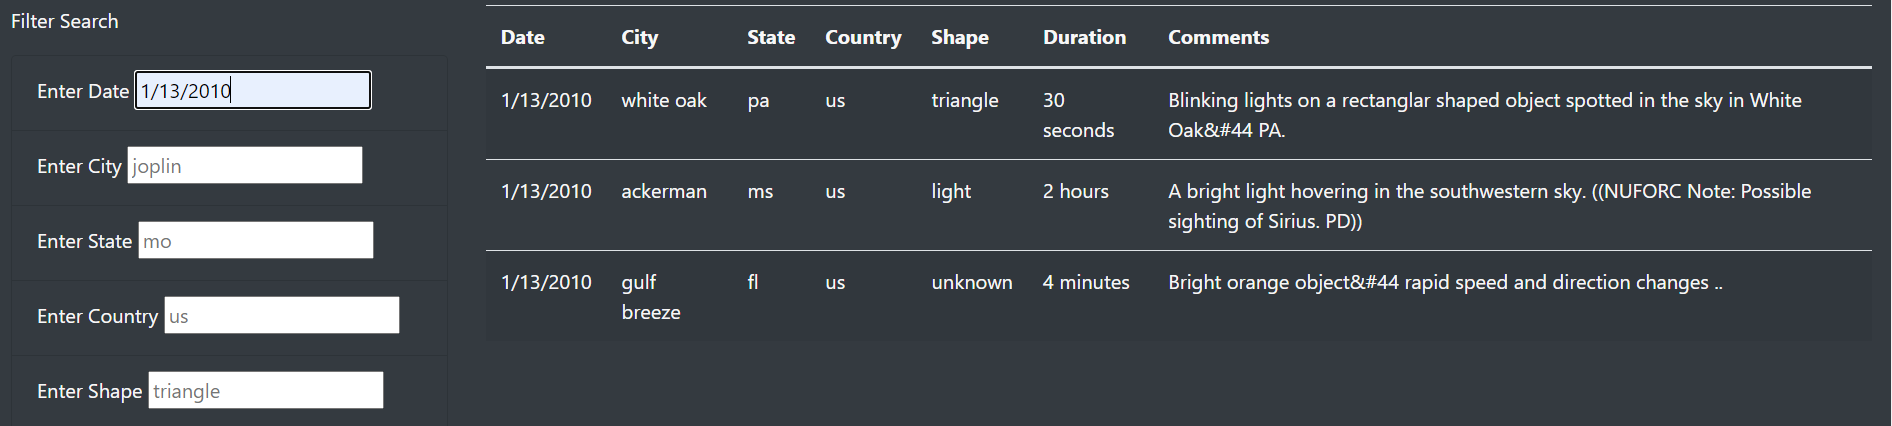 Filter Search
Enter Date 1/13/2010
Enter City joplin
Enter State mo
Enter Country us
Enter Shape triangle
Date City State Country Shape Duration Comments
1/13/2010 white oak pa us triangle 30 seconds Blinking lights on a rectanglar shaped object spotted in the sky in White
Oak&#44 PA.
1/13/2010 ackerman ms us light 2 hours A bright light hovering in the southwestern sky. ((NUFORC Note: Possible
sighting of Sirius. PD))
1/13/2010 gulf breeze fl us unknown 4 minutes Bright orange object&#44 rapid speed and direction changes ..